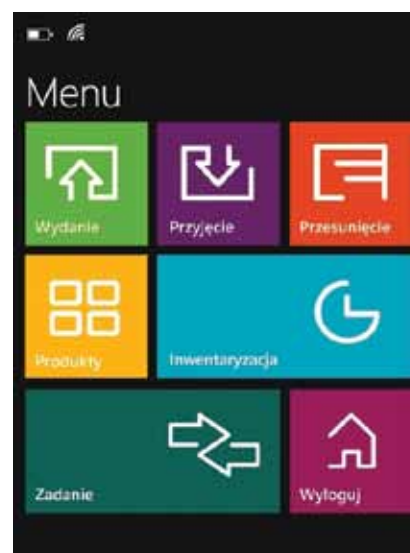 Menu
Wydanie
Przyjęcie
Przesunięcie
Produkty
Inwentaryzacja
Zadanie
Wyloguj